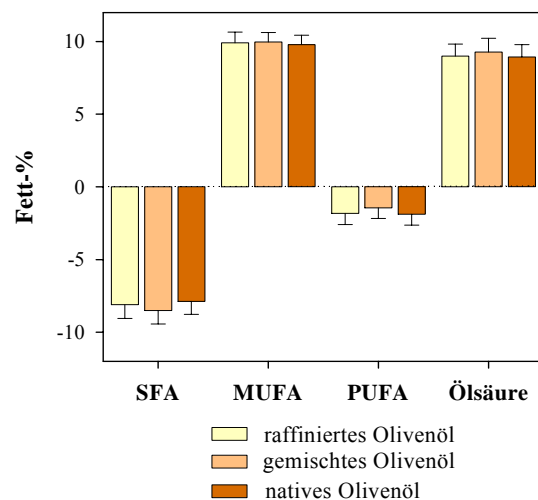 10
5
0
-5
-10
Fett-%
SFA MUFA PUFA Ölsäure
raffiniertes Olivenöl
gemischtes Olivenöl
natives Olivenöl